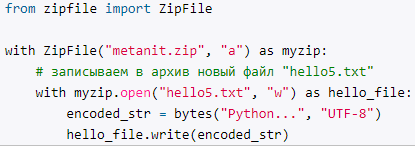 from zipfile import ZipFile
with ZipFile("metanit.zip", "a") as myzip:
    # записываем в архив новый файл "hello5.txt"
    with myzip.open("hello5.txt", "w") as hello_file:
        encoded_str = bytes("Python...", "UTF-8")
        hello_file.write(encoded_str)